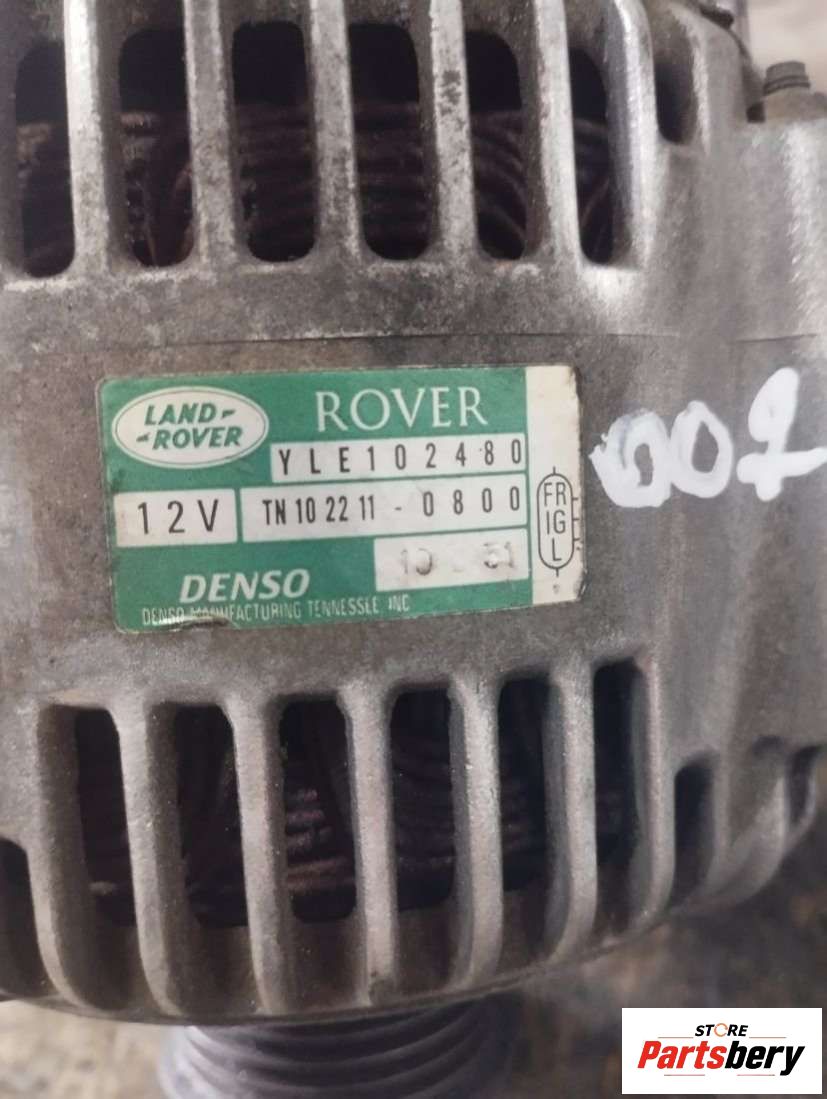 LAND-
-ROVER
ROVER
YLE102480
12V
TN 10 22 11 - 0800
DENSO
DENSO MANUFACTURING TENNESSEE INC
FR
IG
L
002
STORE
Partsbery